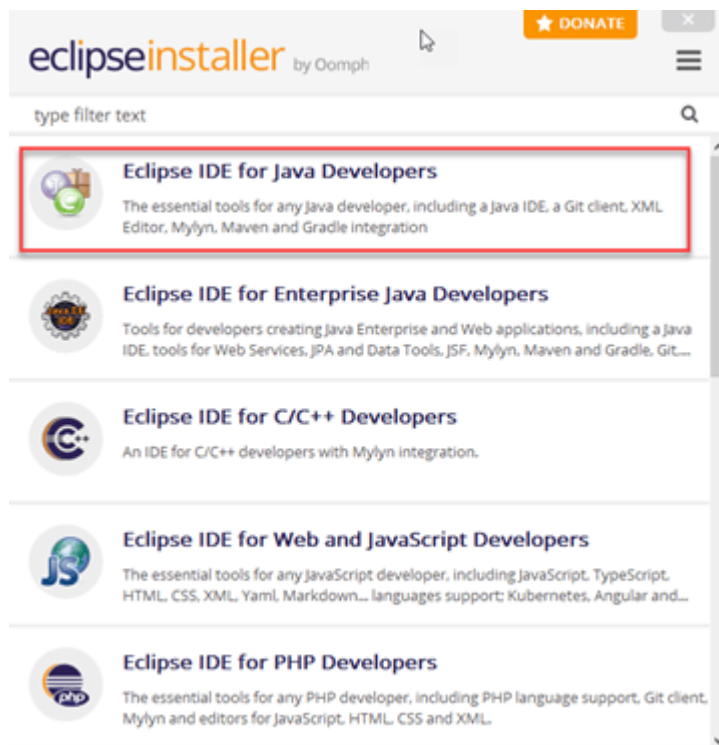 DONATE
eclipseinstaller by Oomph
type filter text
Eclipse IDE for Java Developers
The essential tools for any Java developer, including a Java IDE, a Git client, XML
Editor, Mylyn, Maven and Gradle integration
Eclipse IDE for Enterprise Java Developers
Tools for developers creating Java Enterprise and Web applications, including a Java
IDE, tools for Web Services, JPA and Data Tools, JSF, Mylyn, Maven and Gradle, Git....
C++
Eclipse IDE for C/C++ Developers
An IDE for C/C++ developers with Mylyn integration.
JS
Eclipse IDE for Web and JavaScript Developers
The essential tools for any JavaScript developer, including JavaScript, TypeScript,
HTML, CSS, XML, Yaml, Markdown... languages support; Kubernetes, Angular and...
php
Eclipse IDE for PHP Developers
The essential tools for any PHP developer, including PHP language support, Git client,
Mylyn and editors for JavaScript, HTML, CSS and XML.